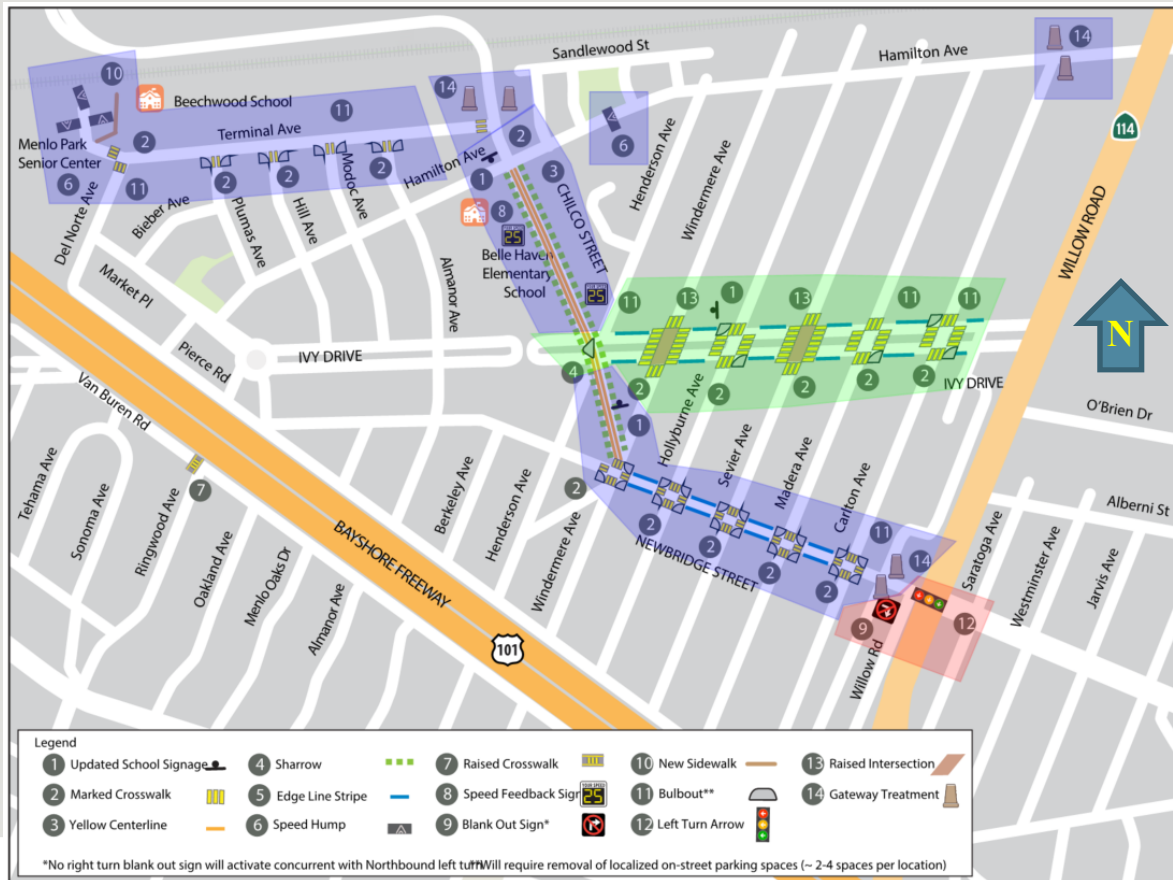 Sandlewood St
Hamilton Ave
14
14
10
Beechwood School
11
114
2
Terminal Ave
2
6
Menlo Park
Senior Center
Hamilton Ave
1
3
6
11
2
2
2
2
8
25
CHILCO STREET
Belle Haven
Elementary
School
25
Del Norte Ave
Bieber Ave
Plumas Ave
Hill Ave
Modoc Ave
Almanor Ave
Henderson Ave
Windermere Ave
WILLOW ROAD
N
Market Pl
Pierce Rd
IVY DRIVE
11
13
1
13
11
11
4
2
2
2
2
2
IVY DRIVE
O'Brien Dr
Van Buren Rd
1
Hollyburne Ave
Sevier Ave
Madera Ave
Carlton Ave
7
2
2
2
2
2
11
14
NEWBRIDGE STREET
Tehama Ave
Sonoma Ave
Ringwood Ave
Oakland Ave
Menlo Oaks Dr
Almanor Ave
BAYSHORE FREEWAY
101
Berkeley Ave
Henderson Ave
Windermere Ave
9
12
Willow Rd
Saratoga Ave
Westminster Ave
Jarvis Ave
Alberni St
Legend
1 Updated School Signage
4 Sharrow
7 Raised Crosswalk
10 New Sidewalk
13 Raised Intersection
2 Marked Crosswalk
5 Edge Line Stripe
8 Speed Feedback Sign
YOUR SPEED
25
11 Bulbout**
14 Gateway Treatment
3 Yellow Centerline
6 Speed Hump
9 Blank Out Sign*
12 Left Turn Arrow
*No right turn blank out sign will activate concurrent with Northbound left turn
**Will require removal of localized on-street parking spaces (~ 2-4 spaces per location)